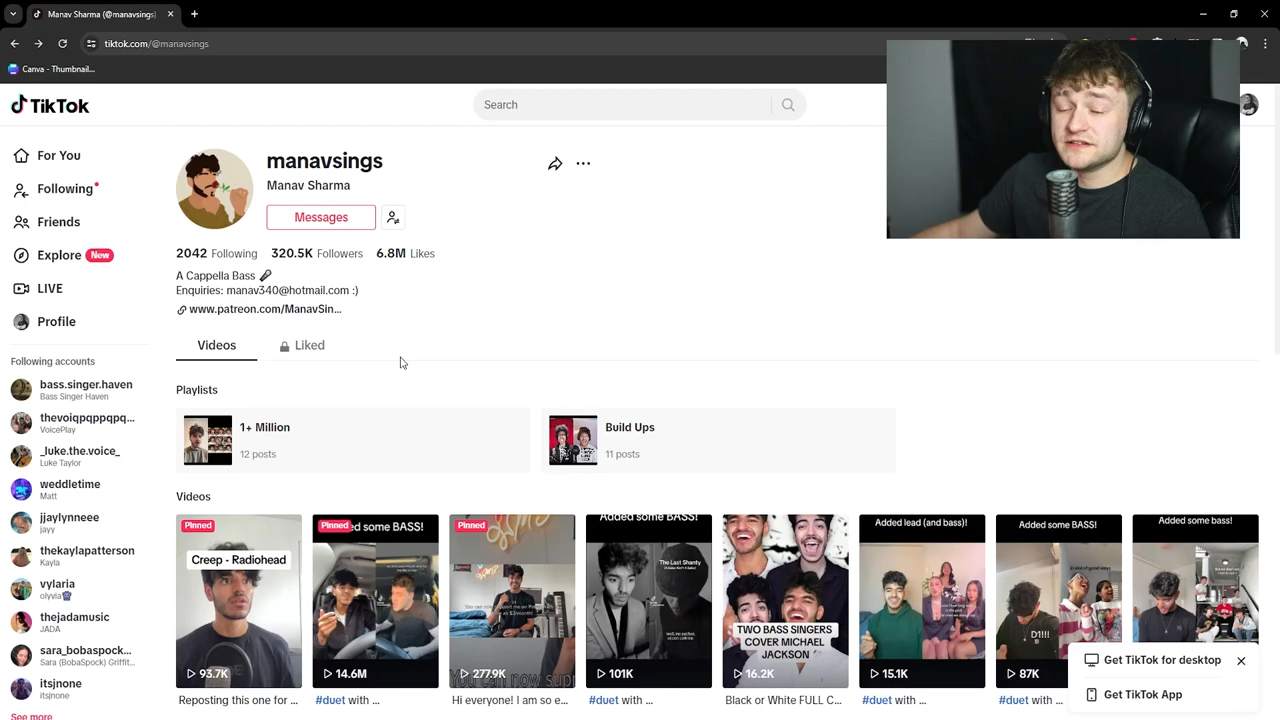 Manav Sharma (@manavsings)
tiktok.com/@manavsings
Canva - Thumbnail...
TikTok
Search
For You
Following
Friends
Explore New
LIVE
Profile
Following accounts
bass.singer.haven
Bass Singer Haven
thevoiqpqppqpq...
VoicePlay
_luke.the.voice_
Luke Taylor
weddletime
Matt
jjaylynneee
jayy
thekaylapatterson
Kayla
vylaria
olyvia
thejadamusic
JADA
sara_bobaspock...
Sara (BobaSpock) Griffit...
itsjnone
itsjnone
See more
manavsings
Manav Sharma
Messages
2042 Following 320.5K Followers 6.8M Likes
A Cappella Bass 🎤
Enquiries: manav340@hotmail.com :)
www.patreon.com/ManavSin...
Videos Liked
Playlists
1+ Million
12 posts
Build Ups
11 posts
Videos
Pinned
Creep - Radiohead
93.7K
Reposting this one for ...
Pinned
ed some BASS!
14.6M
#duet with ...
Pinned
277.9K
Hi everyone! I am so e...
Added some BASS!
The Last Shanty
101K
#duet with ...
TWO BASS SINGERS
COVER MICHAEL
JACKSON
16.2K
Black or White FULL C...
Added lead (and bass)!
15.1K
#duet with ...
Added some BASS!
D1!!!
87K
#duet with ...
Added some bass!
Get TikTok for desktop
Get TikTok App